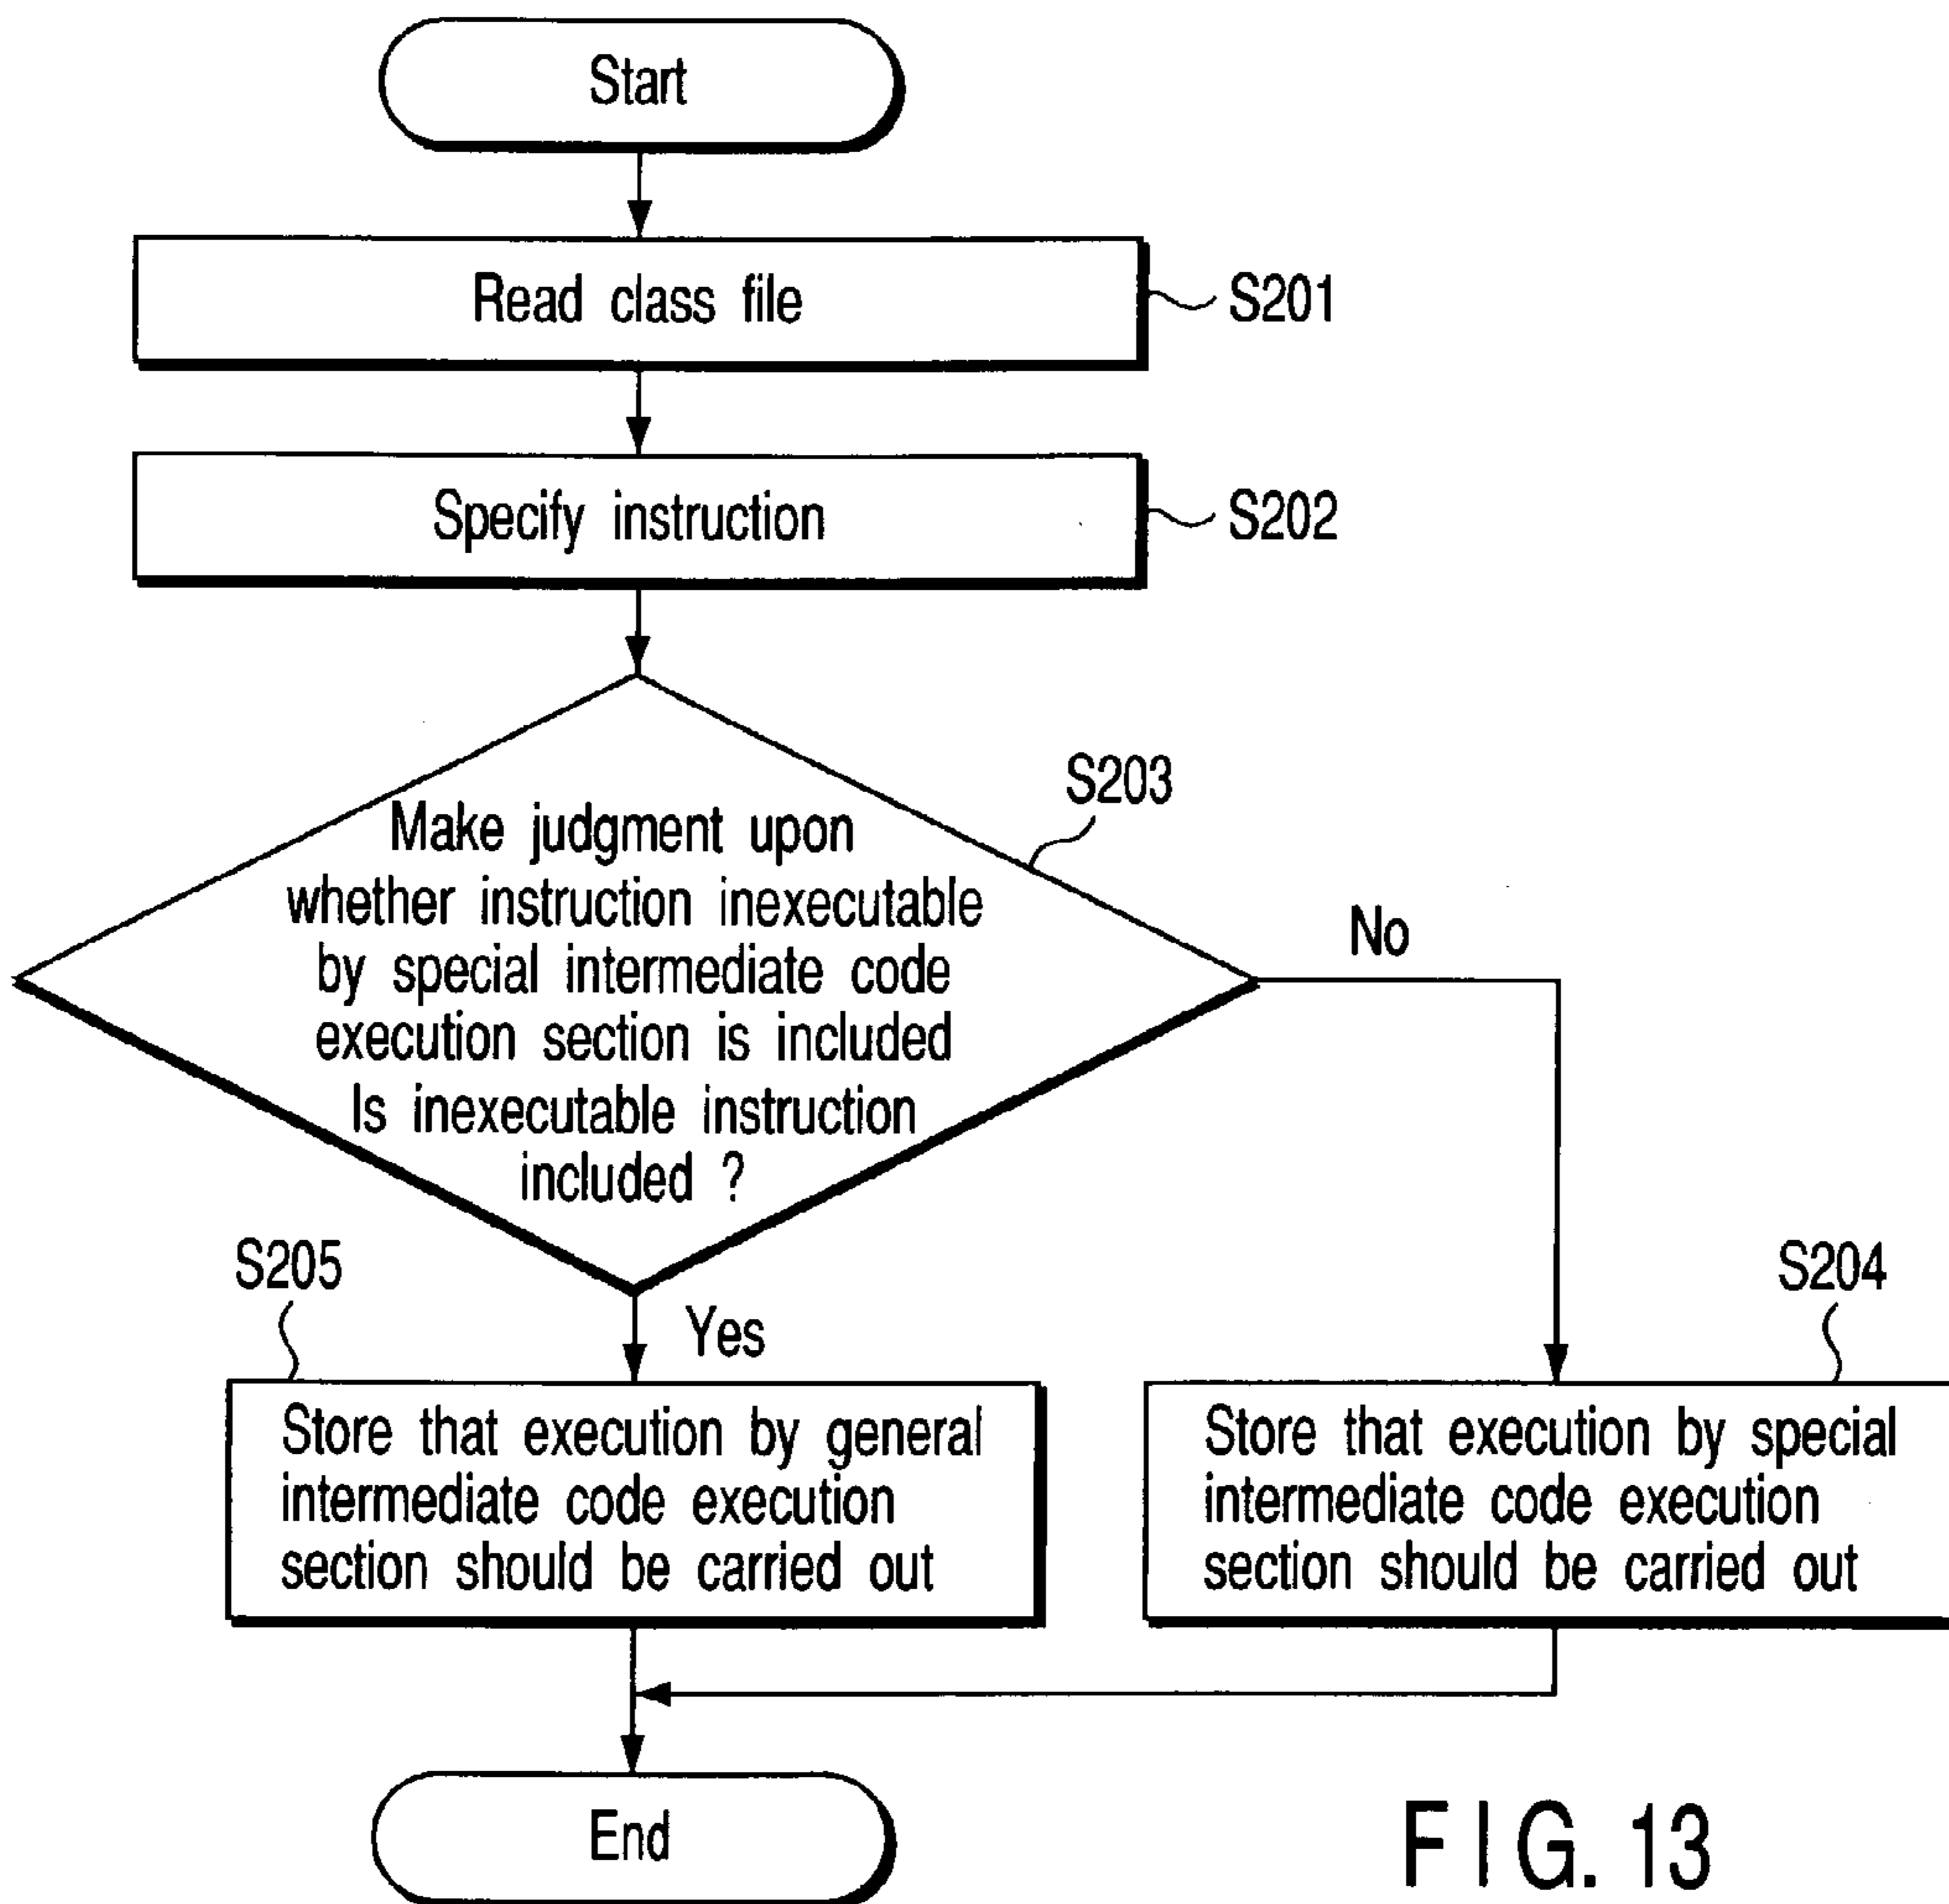 Start
Read class file
S201
Specify instruction
S202
S203
Make judgment upon
whether instruction inexecutable
by special intermediate code
execution section is included
Is inexecutable instruction
included ?
No
Yes
S205
Store that execution by general
intermediate code execution
section should be carried out
S204
Store that execution by special
intermediate code execution
section should be carried out
End
FIG. 13